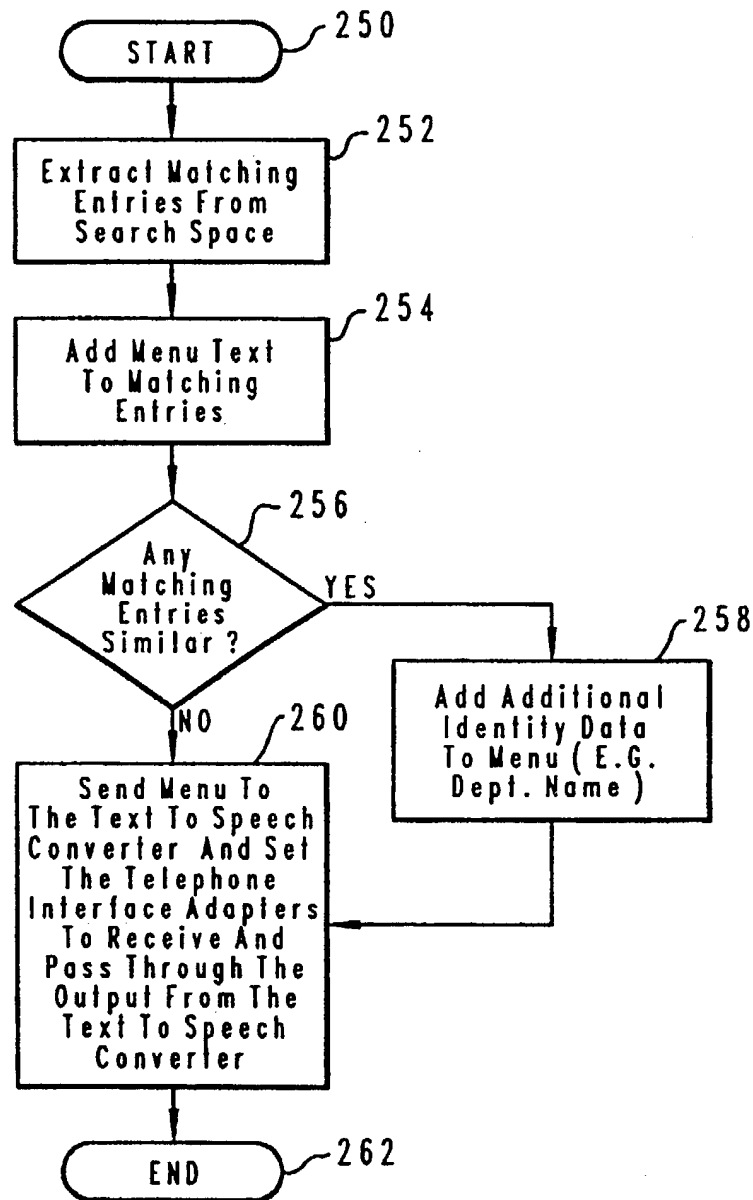 START
250
252
Extract Matching
Entries From
Search Space
254
Add Menu Text
To Matching
Entries
256
Any
Matching
Entries
Similar ?
YES
258
Add Additional
Identity Data
To Menu ( E.G.
Dept. Name )
NO
260
Send Menu To
The Text To Speech
Converter And Set
The Telephone
Interface Adapters
To Receive And
Pass Through The
Output From The
Text To Speech
Converter
END
262